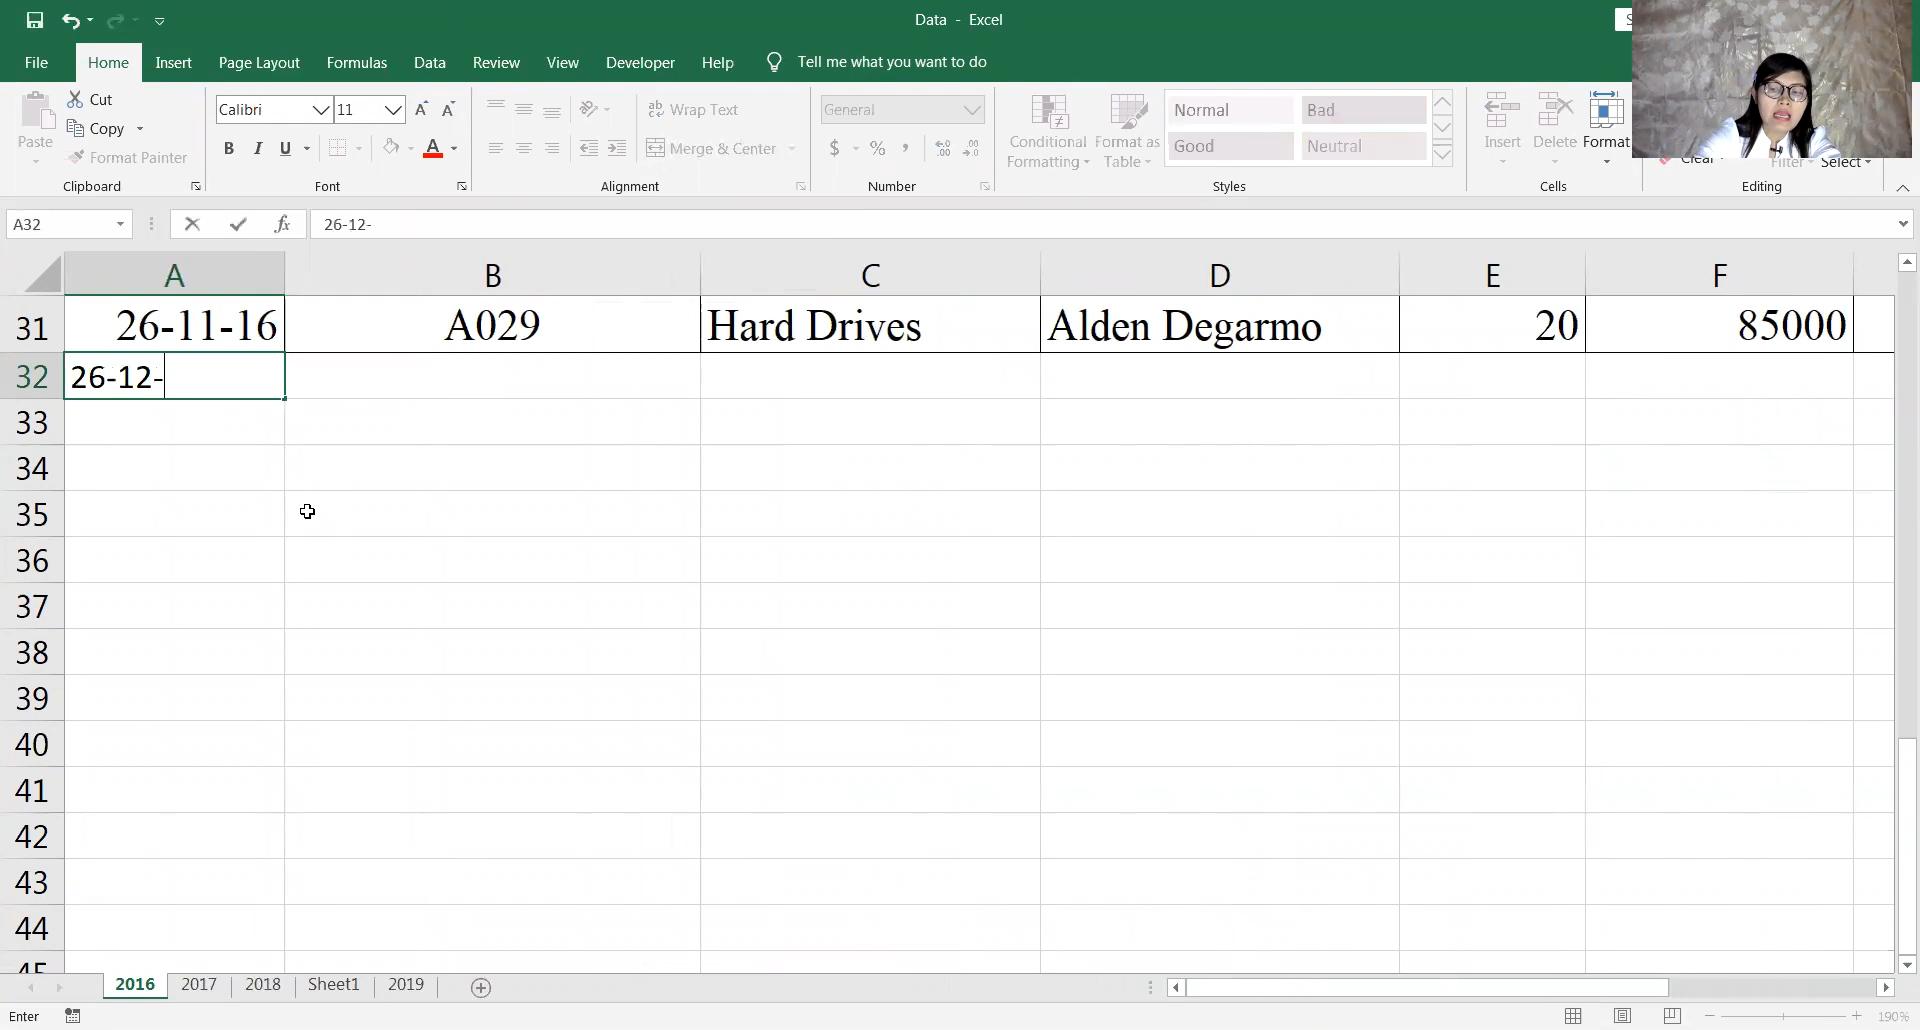 Data - Excel
File Home Insert Page Layout Formulas Data Review View Developer Help Tell me what you want to do
Paste
Cut
Copy
Format Painter
Clipboard
Calibri 11 A A
B I U A
Font
ab Wrap Text
Merge & Center
Alignment
General
$ % ,
Number
Conditional Formatting
Format as Table
Normal Bad
Good Neutral
Styles
Insert Delete Format
Cells
Clear Filter Select
Editing
A32 fx 26-12-
A B C D E F
31 26-11-16 A029 Hard Drives Alden Degarmo 20 85000
32 26-12-
33
34
35
36
37
38
39
40
41
42
43
44
45
2016 2017 2018 Sheet1 2019
Enter 190%